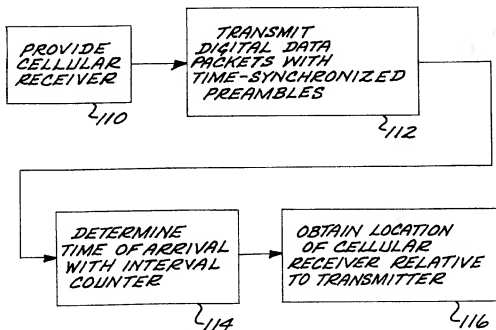 PROVIDE
CELLULAR
RECEIVER
110
TRANSMIT
DIGITAL DATA
PACKETS WITH
TIME-SYNCHRONIZED
PREAMBLES
112
DETERMINE
TIME OF ARRIVAL
WITH INTERVAL
COUNTER
114
OBTAIN LOCATION
OF CELLULAR
RECEIVER RELATIVE
TO TRANSMITTER
116